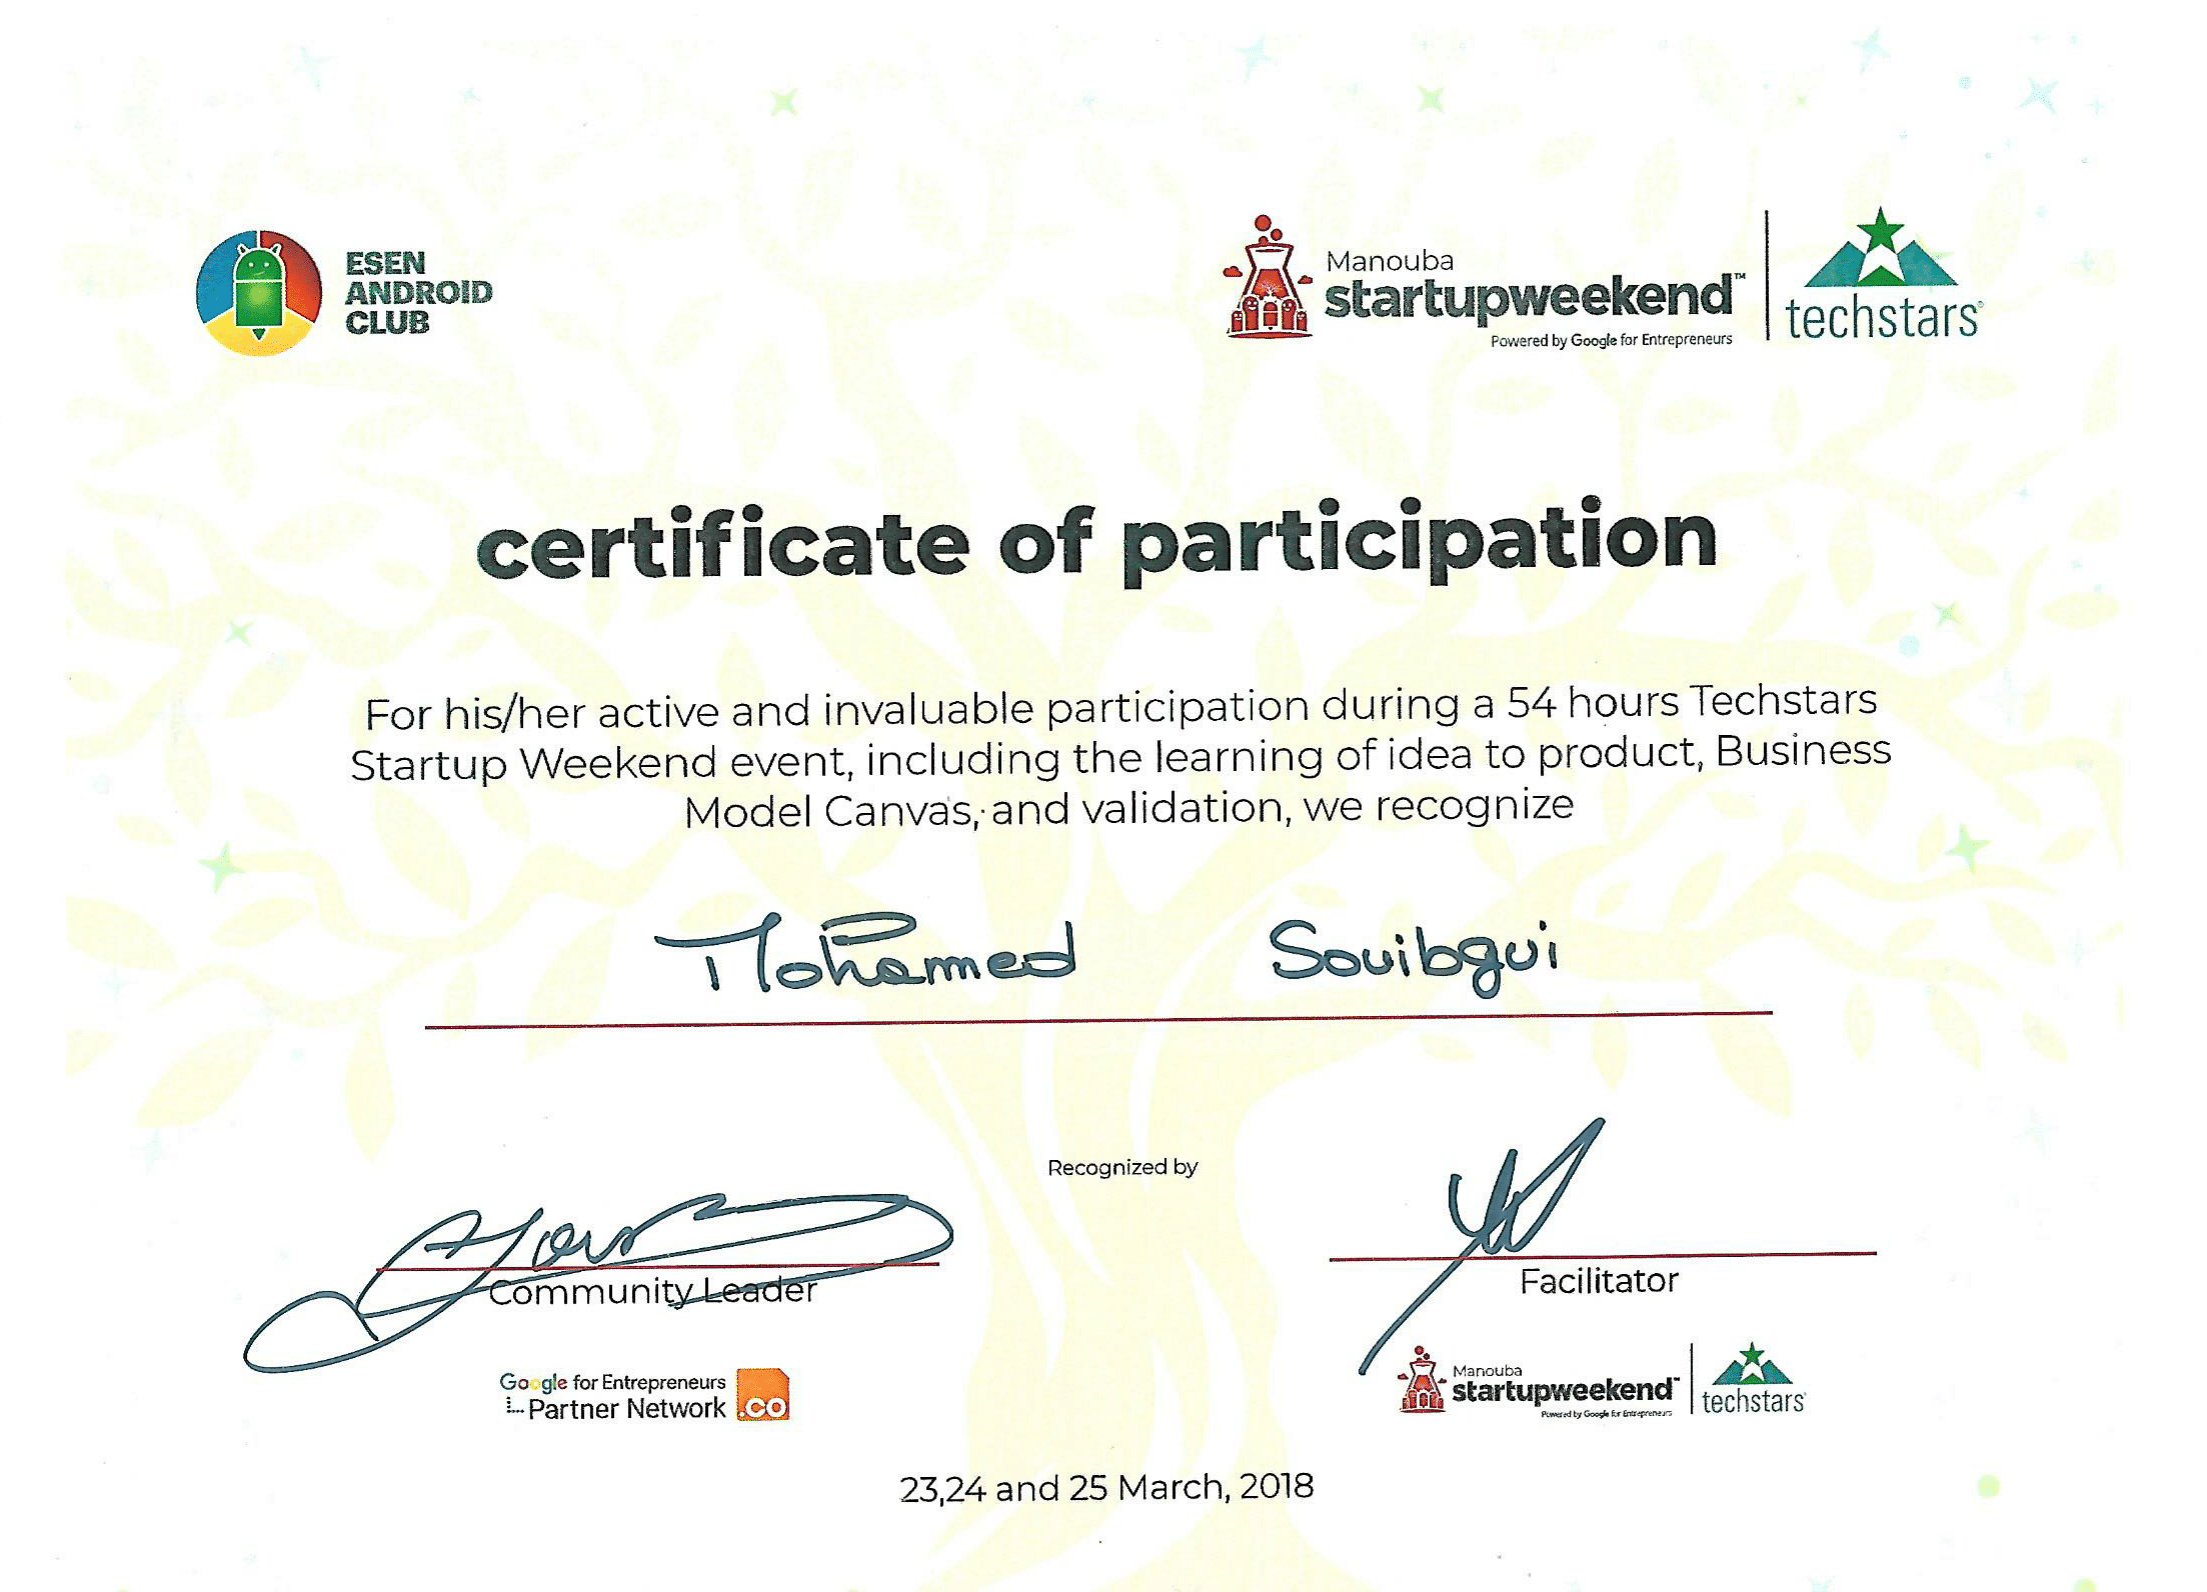 ESEN
ANDROID
CLUB
Manouba
startupweekend™
Powered by Google for Entrepreneurs
techstars®
certificate of participation
For his/her active and invaluable participation during a 54 hours Techstars
Startup Weekend event, including the learning of idea to product, Business
Model Canvas, and validation, we recognize
Mohamed Souibgui
Recognized by
Community Leader
Facilitator
Google for Entrepreneurs
Partner Network .co
Manouba
startupweekend™
Powered by Google for Entrepreneurs
techstars®
23,24 and 25 March, 2018